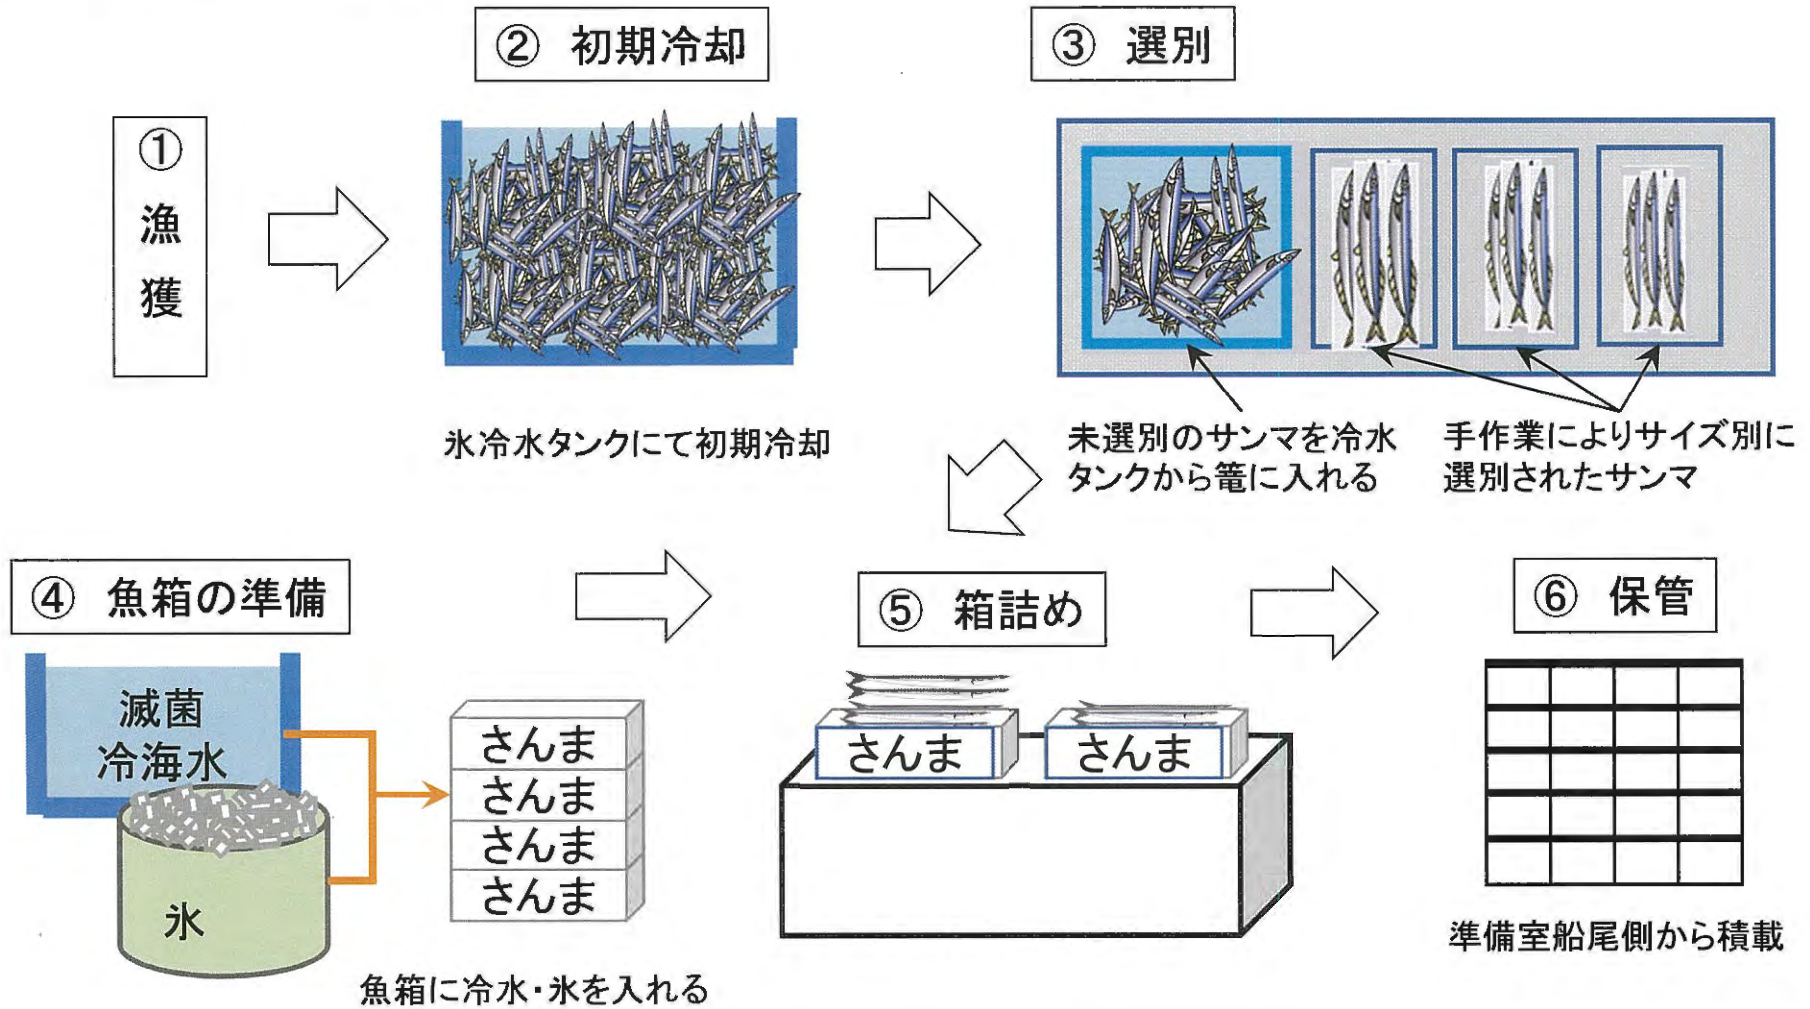 ① 漁獲
② 初期冷却
氷冷水タンクにて初期冷却
③ 選別
未選別のサンマを冷水
タンクから篭に入れる
手作業によりサイズ別に
選別されたサンマ
④ 魚箱の準備
滅菌
冷海水
氷
さんま
さんま
さんま
さんま
魚箱に冷水・氷を入れる
⑤ 箱詰め
さんま
さんま
⑥ 保管
準備室船尾側から積載